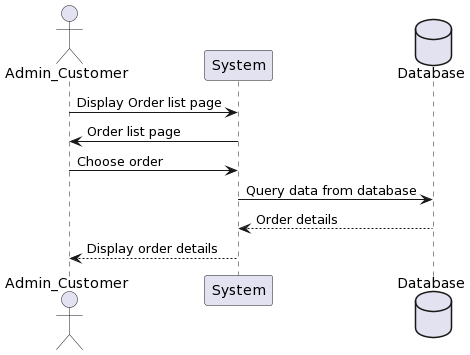 Admin_Customer
System
Database
Display Order list page
Order list page
Choose order
Query data from database
Order details
Display order details
Admin_Customer
System
Database